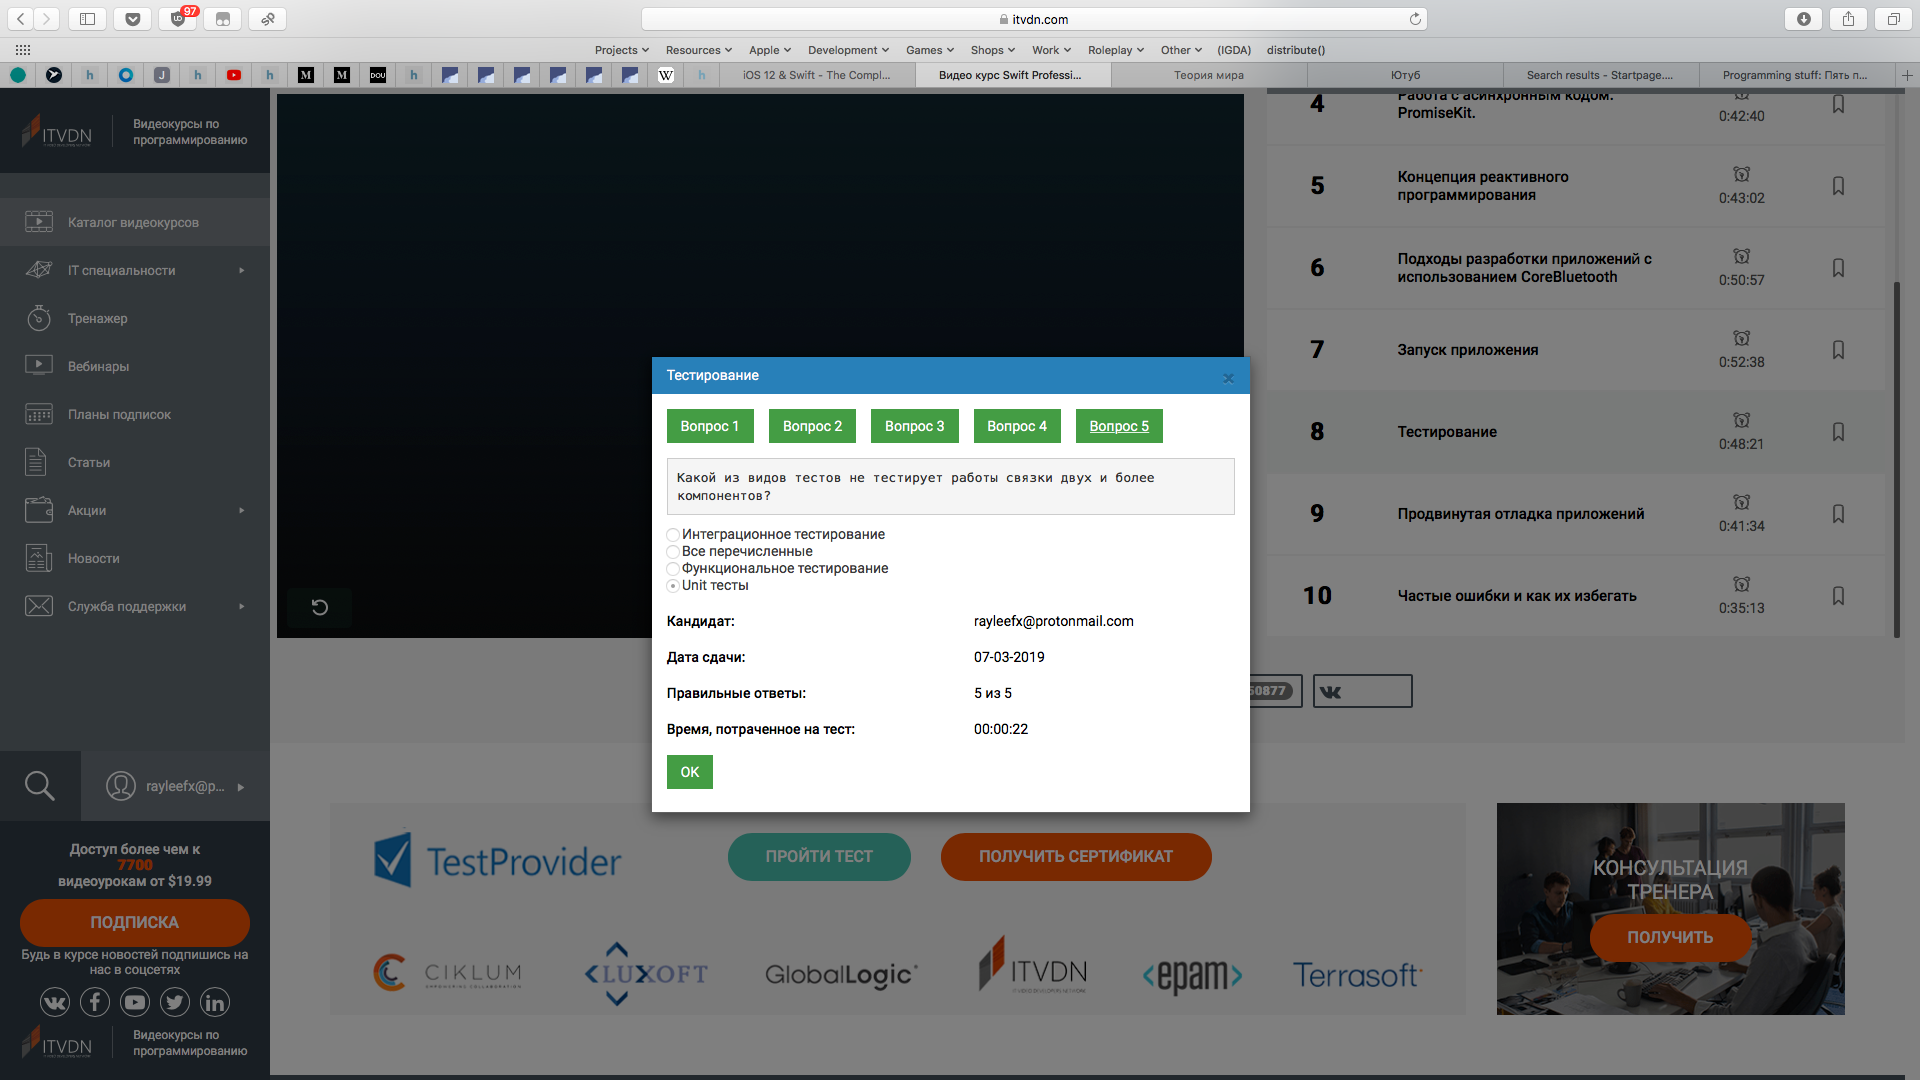 97
itvdn.com
Projects
Resources
Apple
Development
Games
Shops
Work
Roleplay
Other
(IGDA)
distribute()
h
J
h
h
M
M
DOU
h
W
h
iOS 12 & Swift - The Compl...
Видео курс Swift Professi...
Теория мира
Ютуб
Search results - Startpage....
Programming stuff: Пять п...
ITVDN
Видеокурсы по
программированию
Каталог видеокурсов
IT специальности
Тренажер
Вебинары
Планы подписок
Статьи
Акции
Новости
Служба поддержки
rayleefx@p...
Доступ более чем к
7700
видеоурокам от $19.99
ПОДПИСКА
Будь в курсе новостей подпишись на
нас в соцсетях
ITVDN
Видеокурсы по
программированию
4
Работа с асинхронным кодом.
PromiseKit.
0:42:40
5
Концепция реактивного
программирования
0:43:02
6
Подходы разработки приложений с
использованием CoreBluetooth
0:50:57
7
Запуск приложения
0:52:38
8
Тестирование
0:48:21
9
Продвинутая отладка приложений
0:41:34
10
Частые ошибки и как их избегать
0:35:13
Тестирование
Вопрос 1
Вопрос 2
Вопрос 3
Вопрос 4
Вопрос 5
Какой из видов тестов не тестирует работы связки двух и более
компонентов?
Интеграционное тестирование
Все перечисленные
Функциональное тестирование
Unit тесты
Кандидат:
rayleefx@protonmail.com
Дата сдачи:
07-03-2019
Правильные ответы:
5 из 5
Время, потраченное на тест:
00:00:22
OK
50877
TestProvider
ПРОЙТИ ТЕСТ
ПОЛУЧИТЬ СЕРТИФИКАТ
CIKLUM
LUXOFT
GlobalLogic
ITVDN
<epam>
Terrasoft
КОНСУЛЬТАЦИЯ
ТРЕНЕРА
ПОЛУЧИТЬ